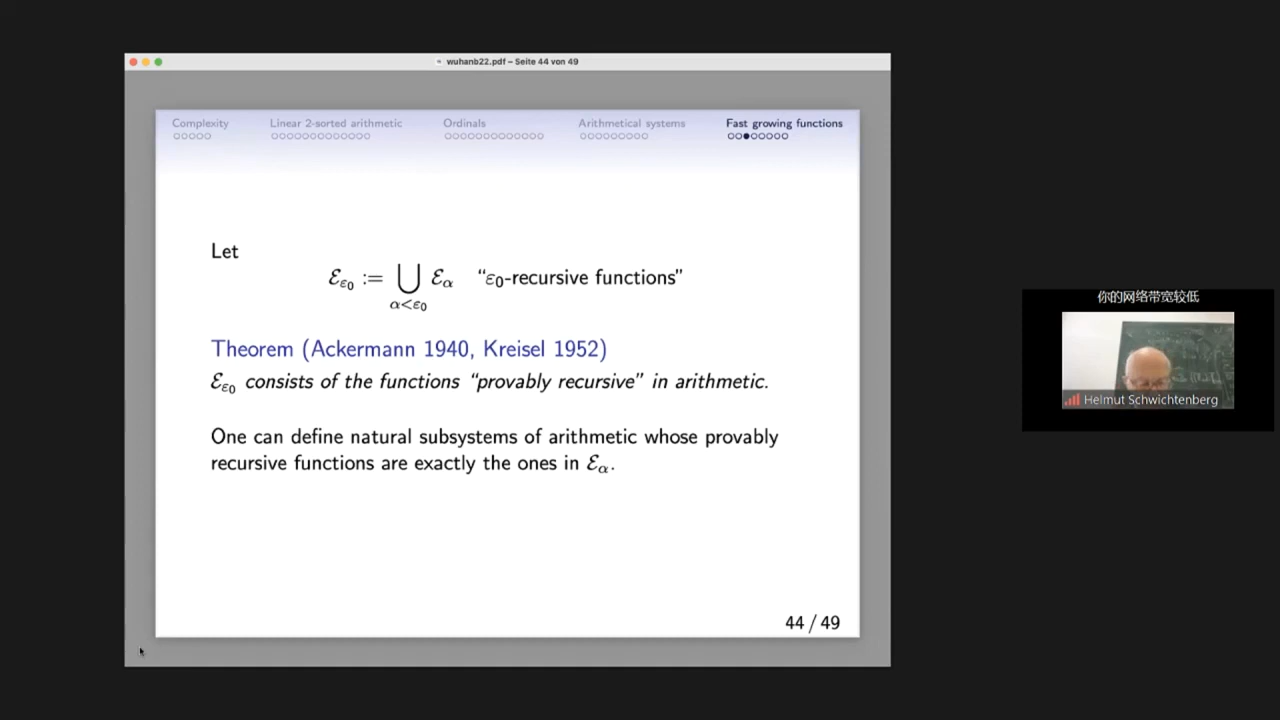 wuhanb22.pdf – Seite 44 von 49
Complexity
Linear 2-sorted arithmetic
Ordinals
Arithmetical systems
Fast growing functions
Let
ℰ_{ε₀} := ⋃_{α<ε₀} ℰ_α “ε₀-recursive functions”
Theorem (Ackermann 1940, Kreisel 1952)
ℰ_{ε₀} consists of the functions “provably recursive” in arithmetic.
One can define natural subsystems of arithmetic whose provably
recursive functions are exactly the ones in ℰ_α.
44 / 49
你的网络带宽较低
Helmut Schwichtenberg